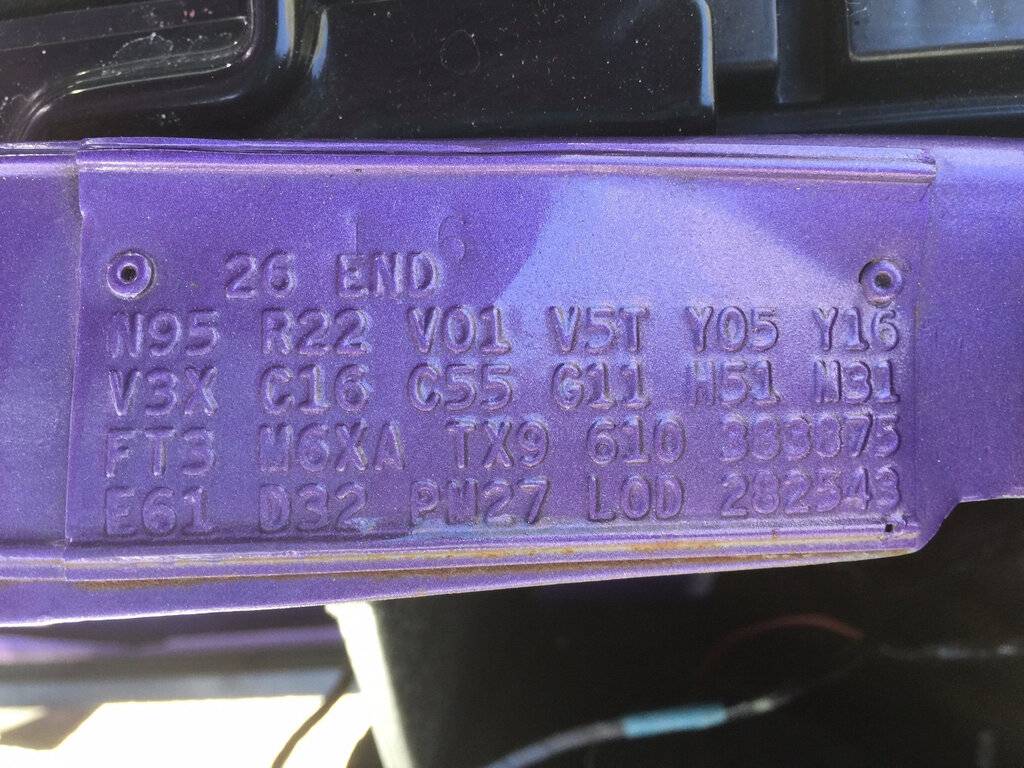 26 END
N95 R22 V01 V5T Y05 Y16
V3X C16 C55 G11 H51 M31
FT3 M6XA TX9 610 383875
E61 D32 PW27 LOD 282543